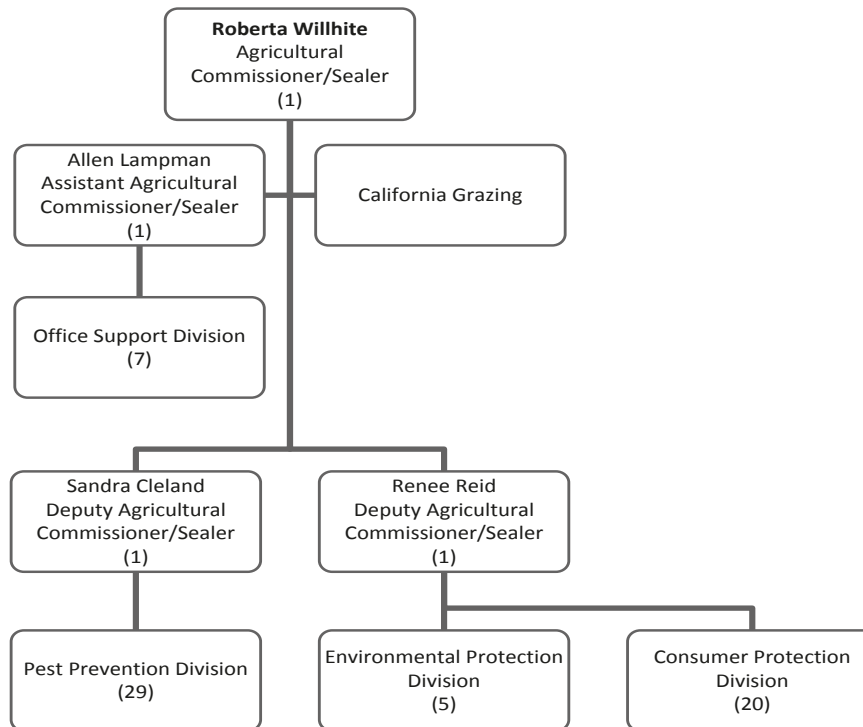 Roberta Willhite
Agricultural
Commissioner/Sealer
(1)
Allen Lampman
Assistant Agricultural
Commissioner/Sealer
(1)
California Grazing
Office Support Division
(7)
Sandra Cleland
Deputy Agricultural
Commissioner/Sealer
(1)
Renee Reid
Deputy Agricultural
Commissioner/Sealer
(1)
Pest Prevention Division
(29)
Environmental Protection
Division
(5)
Consumer Protection
Division
(20)